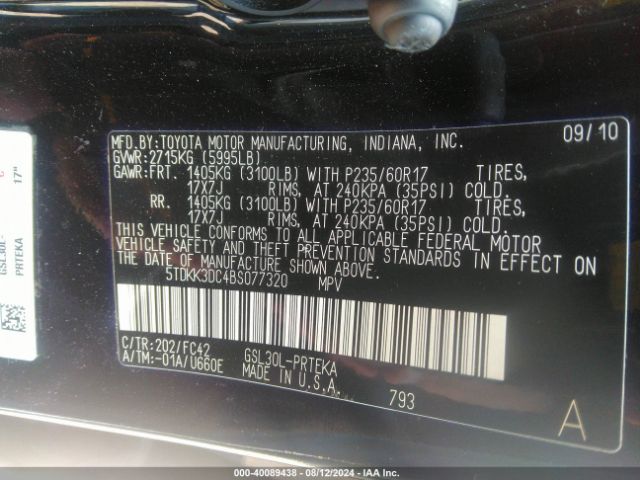 MFD.BY:TOYOTA MOTOR MANUFACTURING, INDIANA, INC. 09/10
GVWR:2715KG (5995LB)
GAWR:FRT. 1405KG (3100LB) WITH P235/60R17 TIRES,
17X7J RIMS, AT 240KPA (35PSI) COLD.
RR. 1405KG (3100LB) WITH P235/60R17 TIRES,
17X7J RIMS, AT 240KPA (35PSI) COLD.
THIS VEHICLE CONFORMS TO ALL APPLICABLE FEDERAL MOTOR
VEHICLE SAFETY AND THEFT PREVENTION STANDARDS IN EFFECT ON
THE DATE OF MANUFACTURE SHOWN ABOVE.
5TDKK3DC4BS077320 MPV
C/TR:202/FC42 GSL30L-PRTEKA
A/TM:-01A/U660E MADE IN U.S.A.
793
A
GSL30L-
PRTEKA
17"
000-40089438 - 08/12/2024 - IAA Inc.